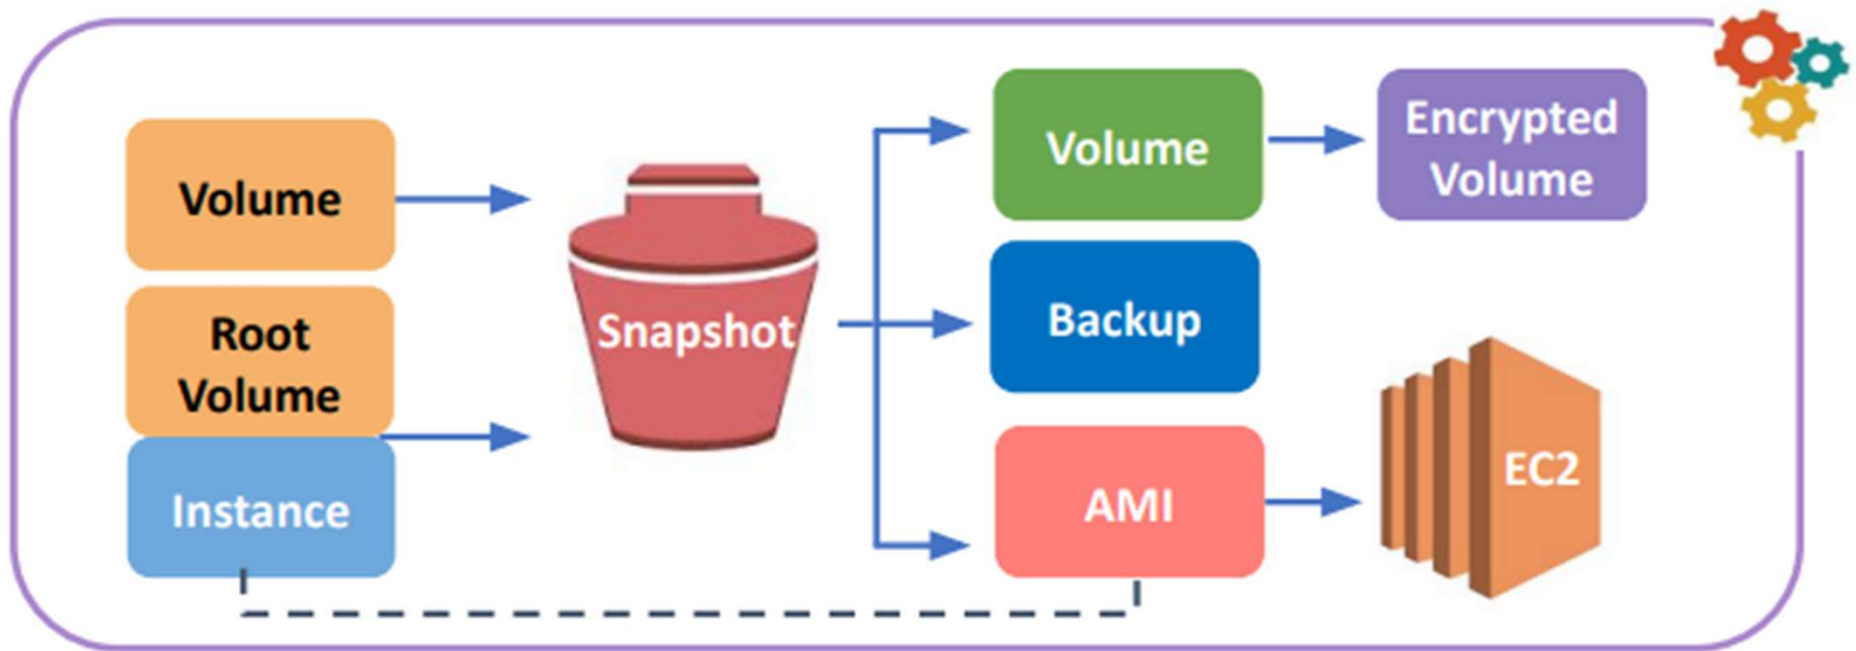 Volume
Root
Volume
Instance
Snapshot
Volume
Encrypted
Volume
Backup
AMI
EC2